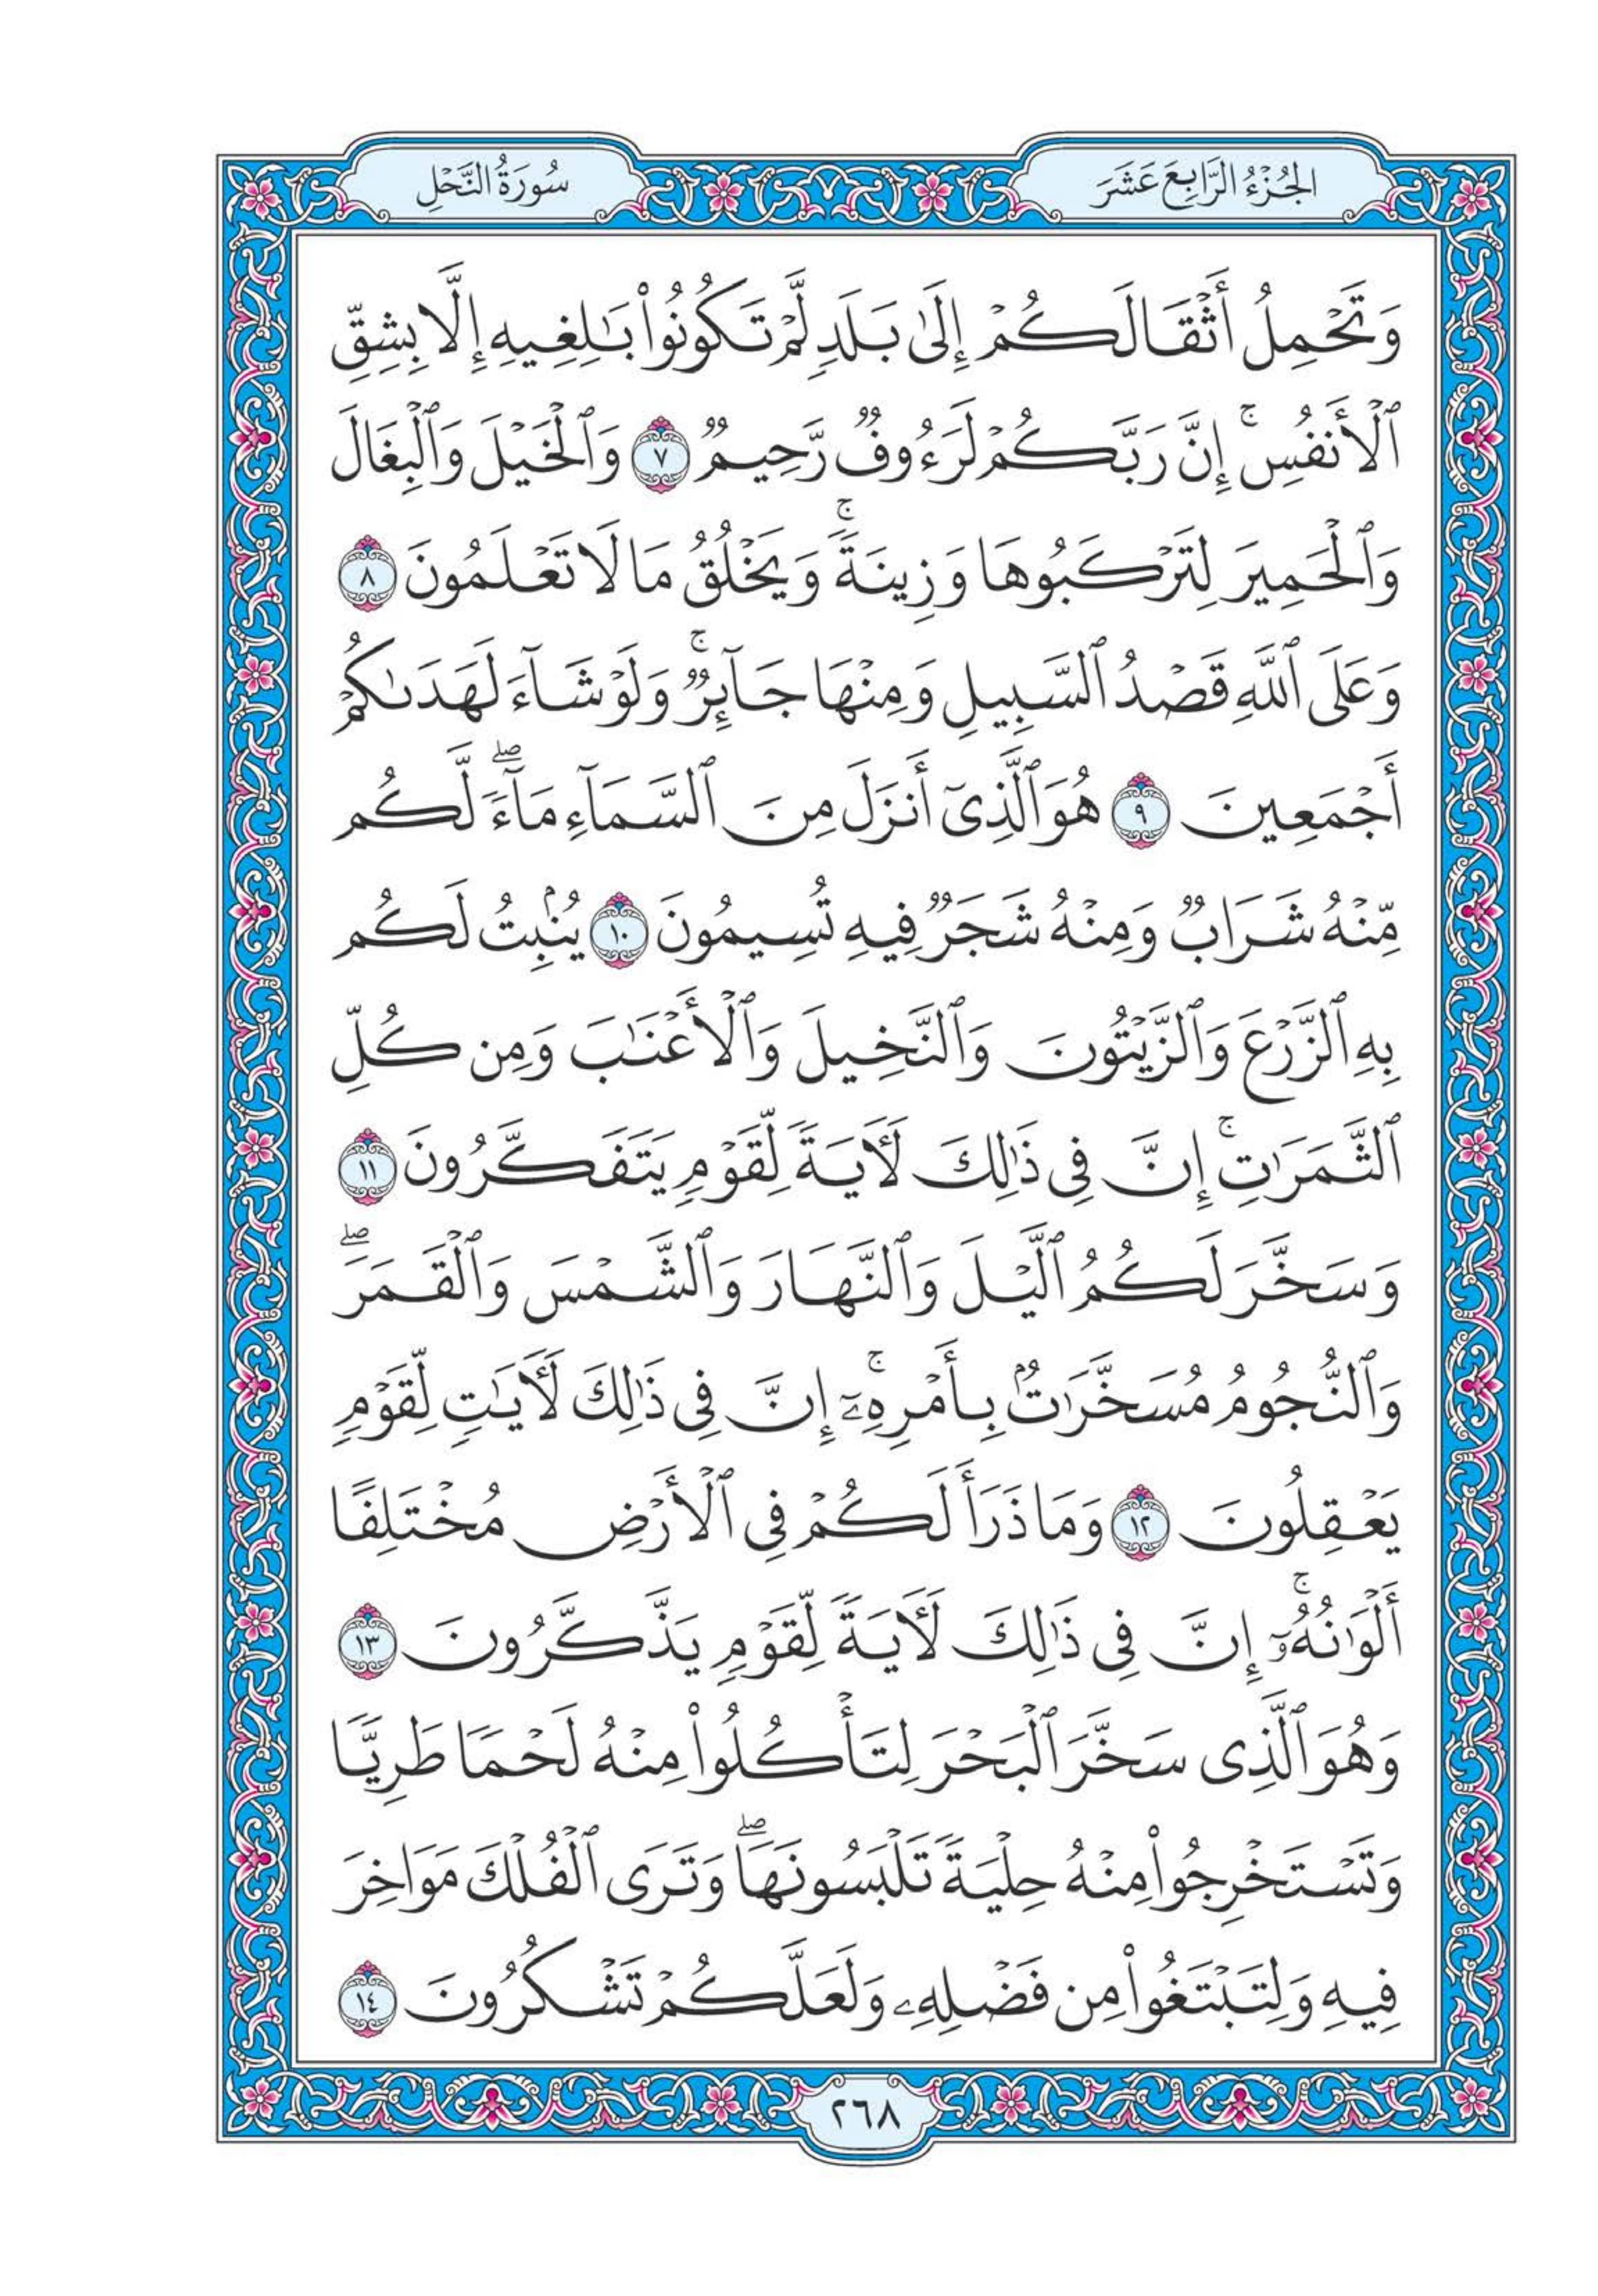 الجُزْءُ الرَّابِعَ عَشَرَ
سُورَةُ النَّحْلِ
وَتَحْمِلُ أَثْقَالَكُمْ إِلَىٰ بَلَدٖ لَّمْ تَكُونُوا۟ بَٰلِغِيهِ إِلَّا بِشِقِّ
ٱلْأَنفُسِۚ إِنَّ رَبَّكُمْ لَرَءُوفٞ رَّحِيمٞ ٧ وَٱلْخَيْلَ وَٱلْبِغَالَ
وَٱلْحَمِيرَ لِتَرْكَبُوهَا وَزِينَةٗۚ وَيَخْلُقُ مَا لَا تَعْلَمُونَ ٨
وَعَلَى ٱللَّهِ قَصْدُ ٱلسَّبِيلِ وَمِنْهَا جَآئِرٞۚ وَلَوْ شَآءَ لَهَدَىٰكُمْ
أَجْمَعِينَ ٩ هُوَ ٱلَّذِىٓ أَنزَلَ مِنَ ٱلسَّمَآءِ مَآءٗۖ لَّكُم
مِّنْهُ شَرَابٞ وَمِنْهُ شَجَرٞ فِيهِ تُسِيمُونَ ١٠ يُنۢبِتُ لَكُم
بِهِ ٱلزَّرْعَ وَٱلزَّيْتُونَ وَٱلنَّخِيلَ وَٱلْأَعْنَٰبَ وَمِن كُلِّ
ٱلثَّمَرَٰتِۚ إِنَّ فِى ذَٰلِكَ لَأٓيَةٗ لِّقَوْمٖ يَتَفَكَّرُونَ ١١
وَسَخَّرَ لَكُمُ ٱلَّيْلَ وَٱلنَّهَارَ وَٱلشَّمْسَ وَٱلْقَمَرَۖ
وَٱلنُّجُومُ مُسَخَّرَٰتُۢ بِأَمْرِهِۦٓۚ إِنَّ فِى ذَٰلِكَ لَأٓيَٰتٖ لِّقَوْمٖ
يَعْقِلُونَ ١٢ وَمَا ذَرَأَ لَكُمْ فِى ٱلْأَرْضِ مُخْتَلِفًا
أَلْوَٰنُهُۥٓۚ إِنَّ فِى ذَٰلِكَ لَأٓيَةٗ لِّقَوْمٖ يَذَّكَّرُونَ ١٣
وَهُوَ ٱلَّذِى سَخَّرَ ٱلْبَحْرَ لِتَأْكُلُوا۟ مِنْهُ لَحْمٗا طَرِيّٗا
وَتَسْتَخْرِجُوا۟ مِنْهُ حِلْيَةٗ تَلْبَسُونَهَاۖ وَتَرَى ٱلْفُلْكَ مَوَاخِرَ
فِيهِ وَلِتَبْتَغُوا۟ مِن فَضْلِهِۦ وَلَعَلَّكُمْ تَشْكُرُونَ ١٤
٢٦٨